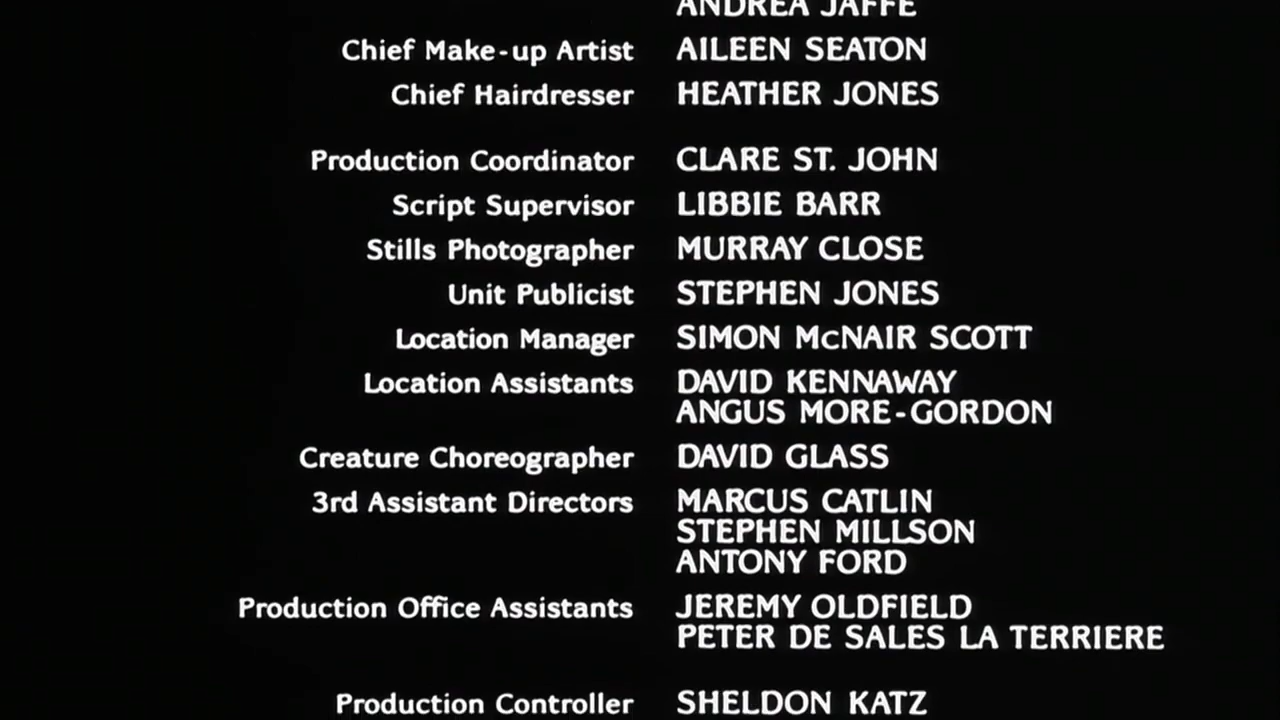 ANDREA JAFFE
Chief Make-up Artist AILEEN SEATON
Chief Hairdresser HEATHER JONES
Production Coordinator CLARE ST. JOHN
Script Supervisor LIBBIE BARR
Stills Photographer MURRAY CLOSE
Unit Publicist STEPHEN JONES
Location Manager SIMON McNAIR SCOTT
Location Assistants DAVID KENNAWAY
ANGUS MORE-GORDON
Creature Choreographer DAVID GLASS
3rd Assistant Directors MARCUS CATLIN
STEPHEN MILLSON
ANTONY FORD
Production Office Assistants JEREMY OLDFIELD
PETER DE SALES LA TERRIERE
Production Controller SHELDON KATZ